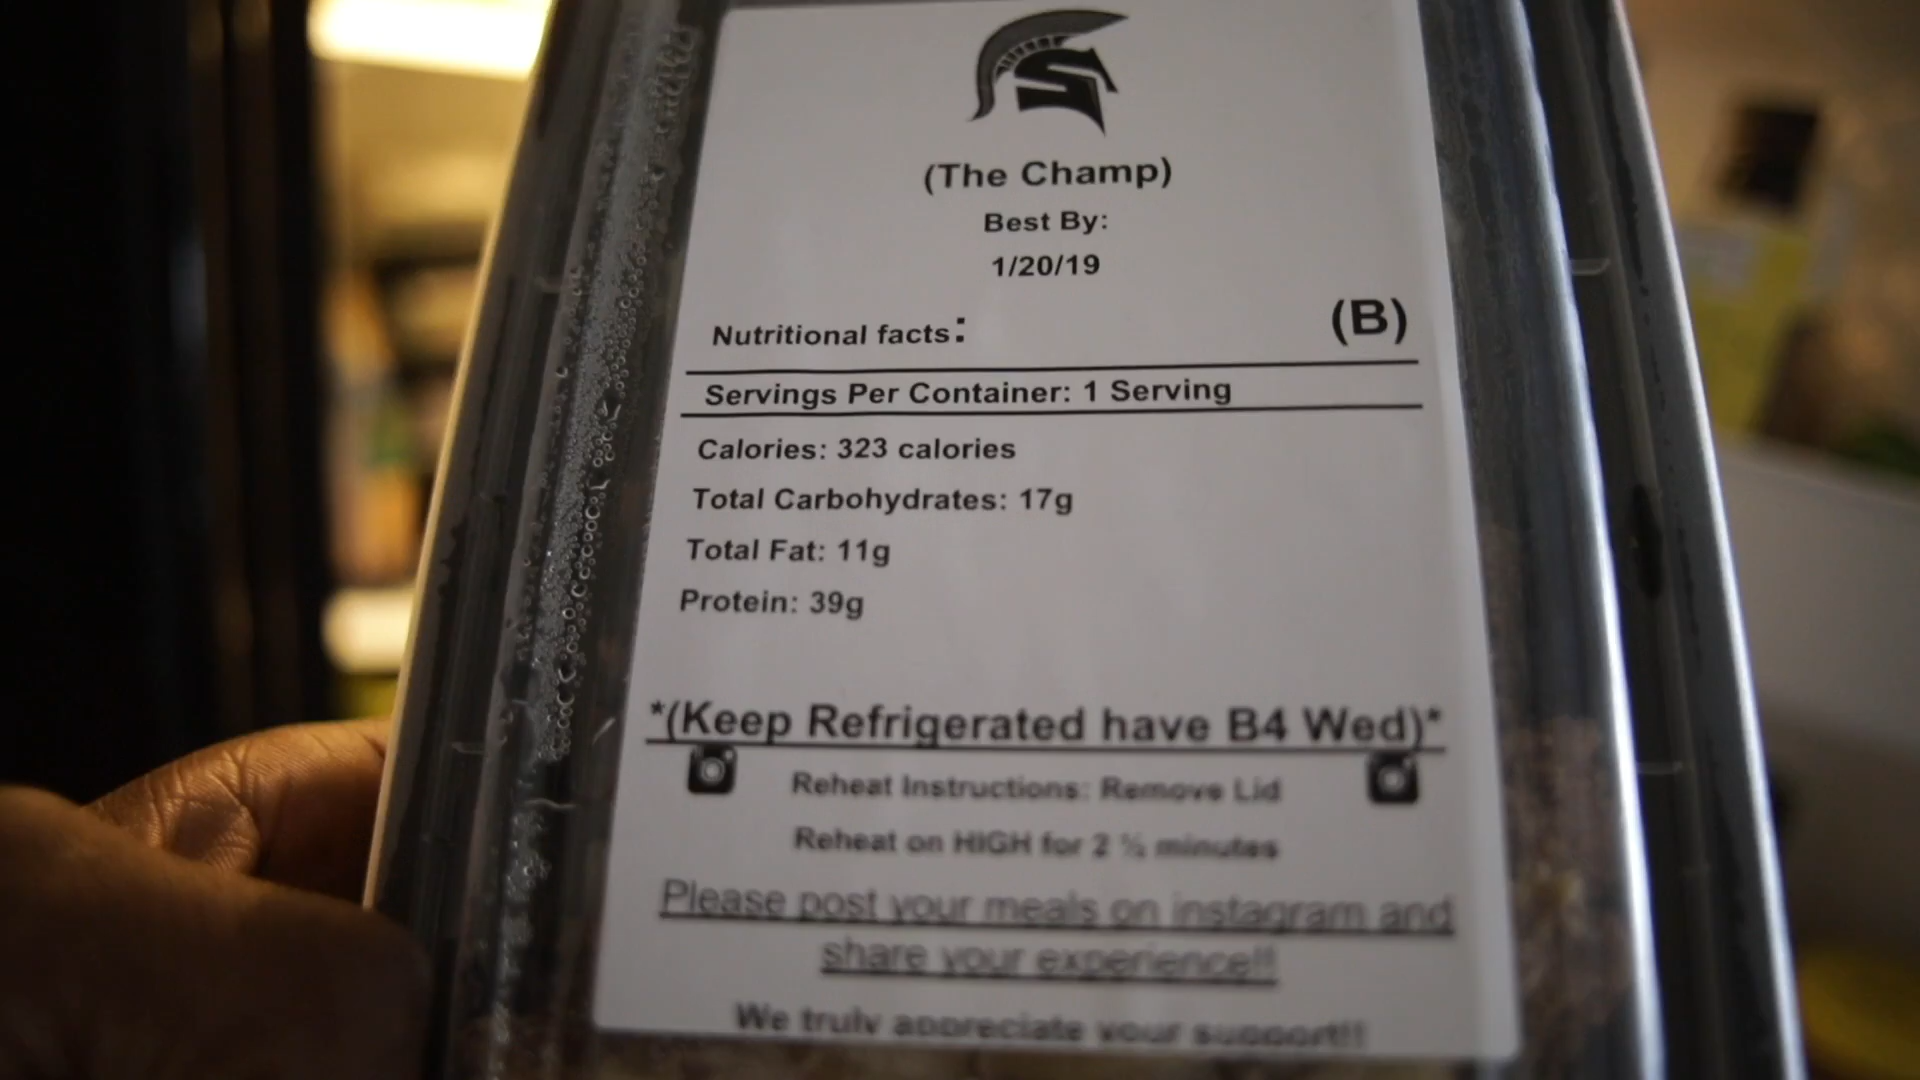 (The Champ)
Best By:
1/20/19
Nutritional facts:
(B)
Servings Per Container: 1 Serving
Calories: 323 calories
Total Carbohydrates: 17g
Total Fat: 11g
Protein: 39g
*(Keep Refrigerated have B4 Wed)*
Reheat Instructions: Remove Lid
Reheat on HIGH for 2 ½ minutes
Please post your meals on instagram and
share your experience!!
We truly appreciate your support!!